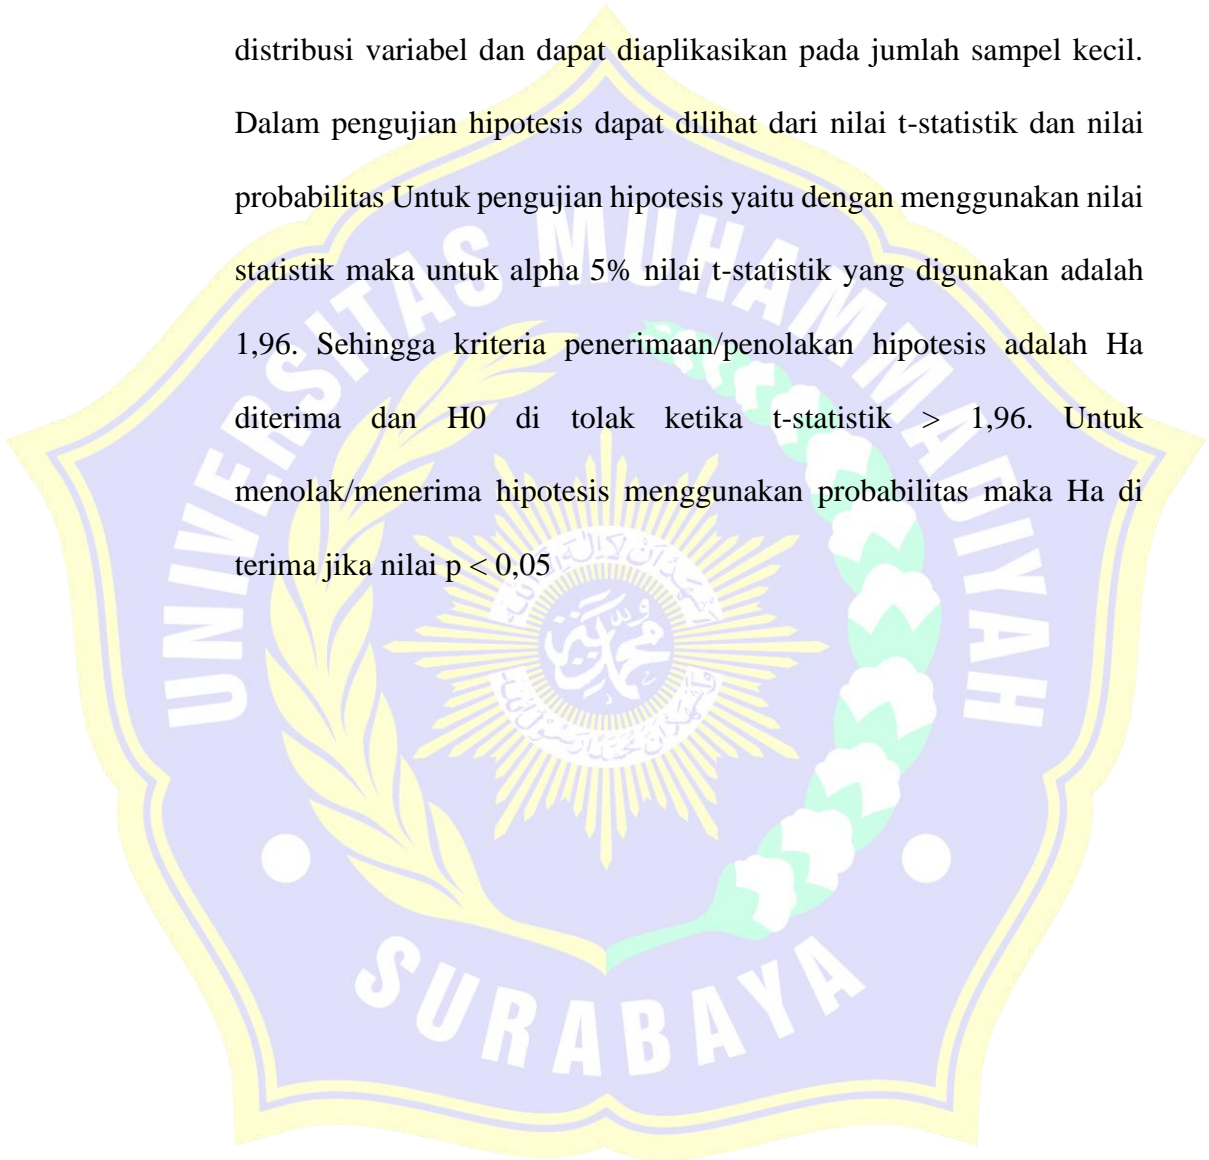 distribusi variabel dan dapat diaplikasikan pada jumlah sampel kecil.
Dalam pengujian hipotesis dapat dilihat dari nilai t-statistik dan nilai
probabilitas Untuk pengujian hipotesis yaitu dengan menggunakan nilai
statistik maka untuk alpha 5% nilai t-statistik yang digunakan adalah
1,96. Sehingga kriteria penerimaan/penolakan hipotesis adalah Ha
diterima dan H0 di tolak ketika t-statistik > 1,96. Untuk
menolak/menerima hipotesis menggunakan probabilitas maka Ha di
terima jika nilai p < 0,05
UNIVERSITAS MUHAMMADIYAH
SURABAYA